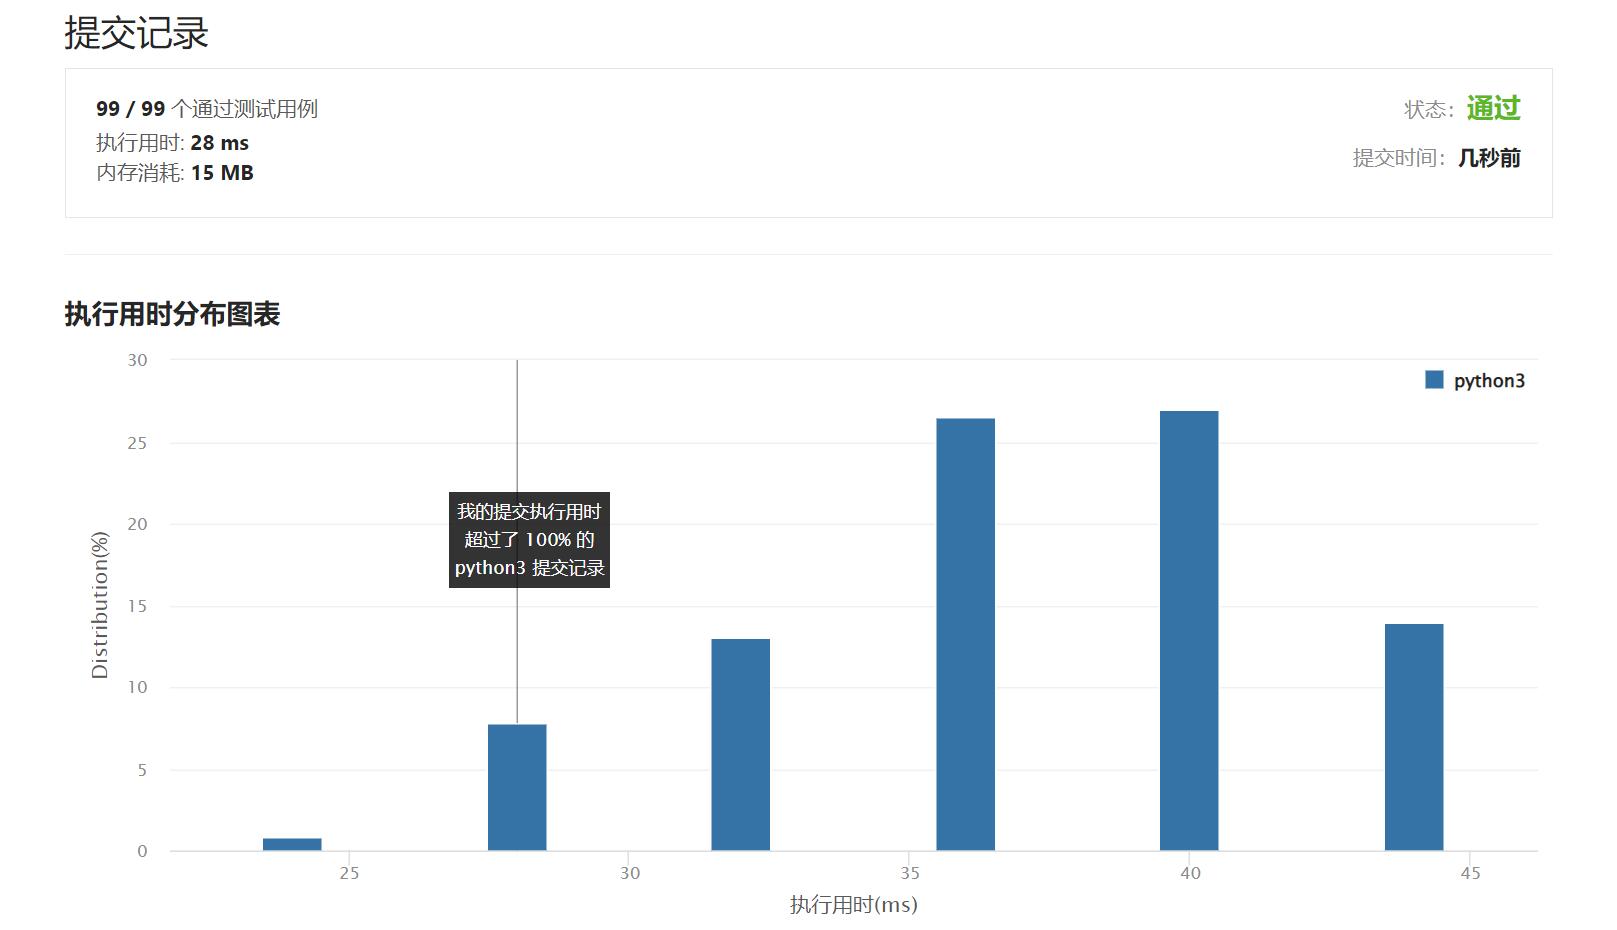 提交记录
99 / 99 个通过测试用例
状态：通过
执行用时: 28 ms
提交时间：几秒前
内存消耗: 15 MB
执行用时分布图表
30
python3
25
我的提交执行用时
20
超过了 100% 的
python3 提交记录
Distribution(%)
15
10
5
0
25 30 35 40 45
执行用时(ms)